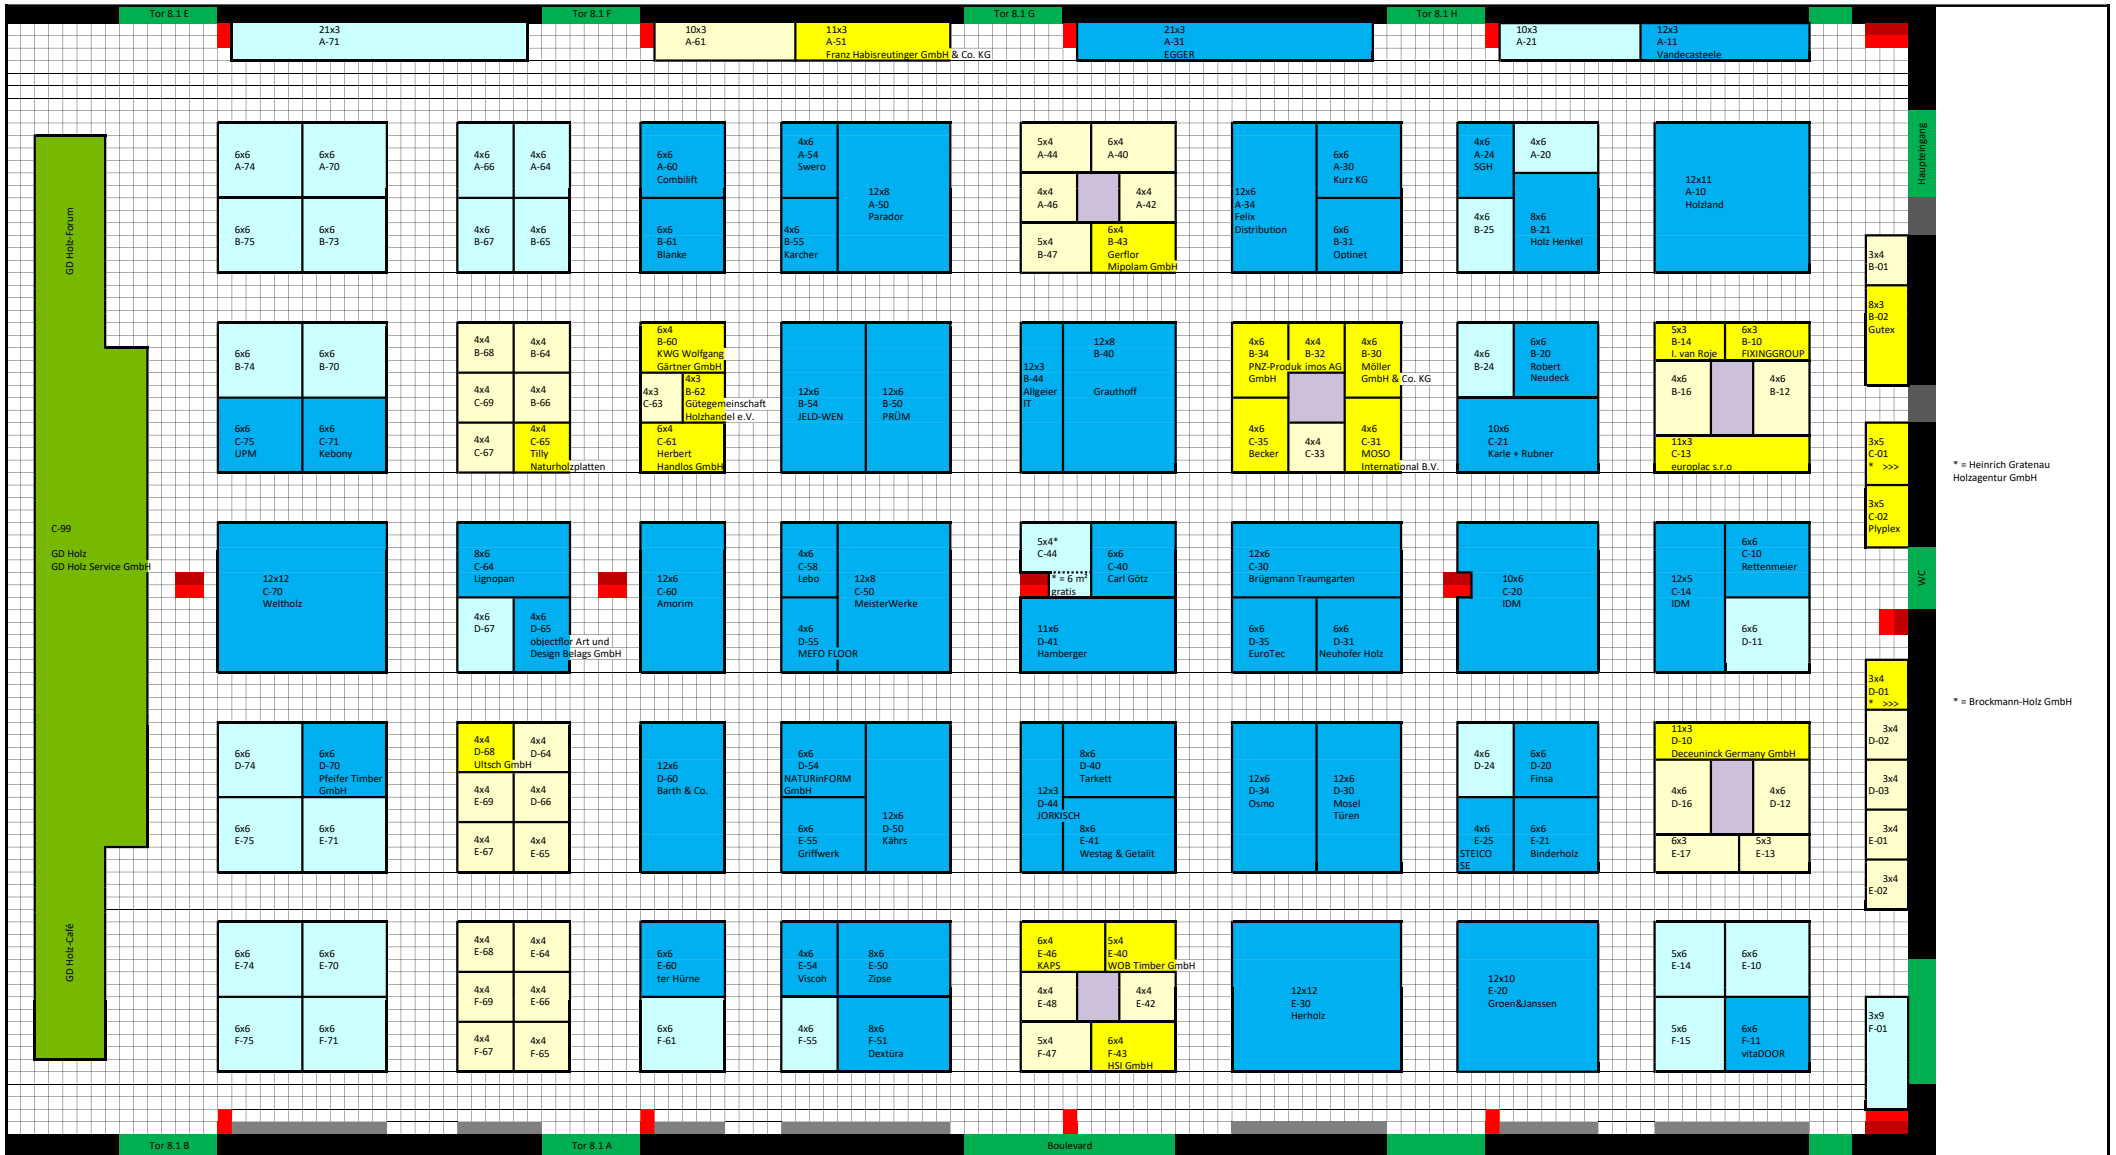 Tor 8.1 E
Tor 8.1 F
Tor 8.1 G
Tor 8.1 H
21x3
A-71
10x3
A-61
11x3
A-51
Franz Habisreutinger GmbH & Co. KG
21x3
A-31
EGGER
10x3
A-21
12x3
A-11
Vandecasteele
Haupteingang
GD Holz-Forum
6x6
A-74
6x6
A-70
6x6
B-75
6x6
B-73
4x6
A-66
4x6
A-64
4x6
B-67
4x6
B-65
6x6
A-60
Combilift
6x6
B-61
Blanke
4x6
A-54
Swero
4x6
B-55
Karcher
12x8
A-50
Parador
5x4
A-44
6x4
A-40
4x4
A-46
4x4
A-42
5x4
B-47
6x4
B-43
Gerflor
Mipolam GmbH
12x6
A-34
Felix
Distribution
6x6
A-30
Kurz KG
6x6
B-31
Optinet
4x6
A-24
SGH
4x6
A-20
4x6
B-25
8x6
B-21
Holz Henkel
12x11
A-10
Holzland
3x4
B-01
8x3
B-02
Gutex
6x6
B-74
6x6
B-70
6x6
C-75
UPM
6x6
C-71
Kebony
4x4
B-68
4x4
B-64
4x4
C-69
4x4
B-66
4x4
C-67
4x4
C-65
Tilly
Naturholzplatten
6x4
B-60
KWG Wolfgang
Gärtner GmbH
4x3
C-63
4x3
B-62
Gütegemeinschaft
Holzhandel e.V.
6x4
C-61
Herbert
Handlos GmbH
12x6
B-54
JELD-WEN
12x6
B-50
PRÜM
12x3
B-44
Allgeier
IT
12x8
B-40
Grauthoff
4x6
B-34
PNZ-Produk
GmbH
4x4
B-32
imos AG
4x6
B-30
Möller
GmbH & Co. KG
4x6
C-35
Becker
4x4
C-33
4x6
C-31
MOSO
International B.V.
4x6
B-24
6x6
B-20
Robert
Neudeck
10x6
C-21
Karle + Rubner
5x3
B-14
I. van Roje
6x3
B-10
FIXINGGROUP
4x6
B-16
4x6
B-12
11x3
C-13
europlac s.r.o
3x5
C-01
* >>>
3x5
C-02
Plyplex
* = Heinrich Gratenau
Holzagentur GmbH
C-99
GD Holz
GD Holz Service GmbH
12x12
C-70
Weltholz
8x6
C-64
Lignopan
4x6
D-67
4x6
D-65
objectflor Art und
Design Belags GmbH
12x6
C-60
Amorim
4x6
C-58
Lebo
4x6
D-55
MEFO FLOOR
12x8
C-50
MeisterWerke
5x4*
C-44
* = 6 m²
gratis
6x6
C-40
Carl Götz
11x6
D-41
Hamberger
12x6
C-30
Brügmann Traumgarten
6x6
D-35
EuroTec
6x6
D-31
Neuhofer Holz
10x6
C-20
IDM
12x5
C-14
IDM
6x6
C-10
Rettenmeier
6x6
D-11
WC
3x4
D-01
* >>>
* = Brockmann-Holz GmbH
6x6
D-74
6x6
D-70
Pfeifer Timber
GmbH
6x6
E-75
6x6
E-71
4x4
D-68
Ultsch GmbH
4x4
D-64
4x4
E-69
4x4
D-66
4x4
E-67
4x4
E-65
12x6
D-60
Barth & Co.
6x6
D-54
NATURinFORM
GmbH
6x6
E-55
Griffwerk
12x6
D-50
Kährs
12x3
D-44
JORKISCH
8x6
D-40
Tarkett
8x6
E-41
Westag & Getalit
12x6
D-34
Osmo
12x6
D-30
Mosel
Türen
4x6
D-24
6x6
D-20
Finsa
4x6
E-25
STEICO
SE
6x6
E-21
Binderholz
11x3
D-10
Deceuninck Germany GmbH
4x6
D-16
4x6
D-12
6x3
E-17
5x3
E-13
3x4
D-02
3x4
D-03
3x4
E-01
3x4
E-02
GD Holz-Café
6x6
E-74
6x6
E-70
6x6
F-75
6x6
F-71
4x4
E-68
4x4
E-64
4x4
F-69
4x4
E-66
4x4
F-67
4x4
F-65
6x6
E-60
ter Hürne
6x6
F-61
4x6
E-54
Viscoh
8x6
E-50
Zipse
4x6
F-55
8x6
F-51
Dextüra
6x4
E-46
KAPS
5x4
E-40
WOB Timber GmbH
4x4
E-48
4x4
E-42
5x4
F-47
6x4
F-43
HSI GmbH
12x12
E-30
Herholz
12x10
E-20
Groen&Janssen
5x6
E-14
6x6
E-10
5x6
F-15
6x6
F-11
vitaDOOR
3x9
F-01
Tor 8.1 B
Tor 8.1 A
Boulevard